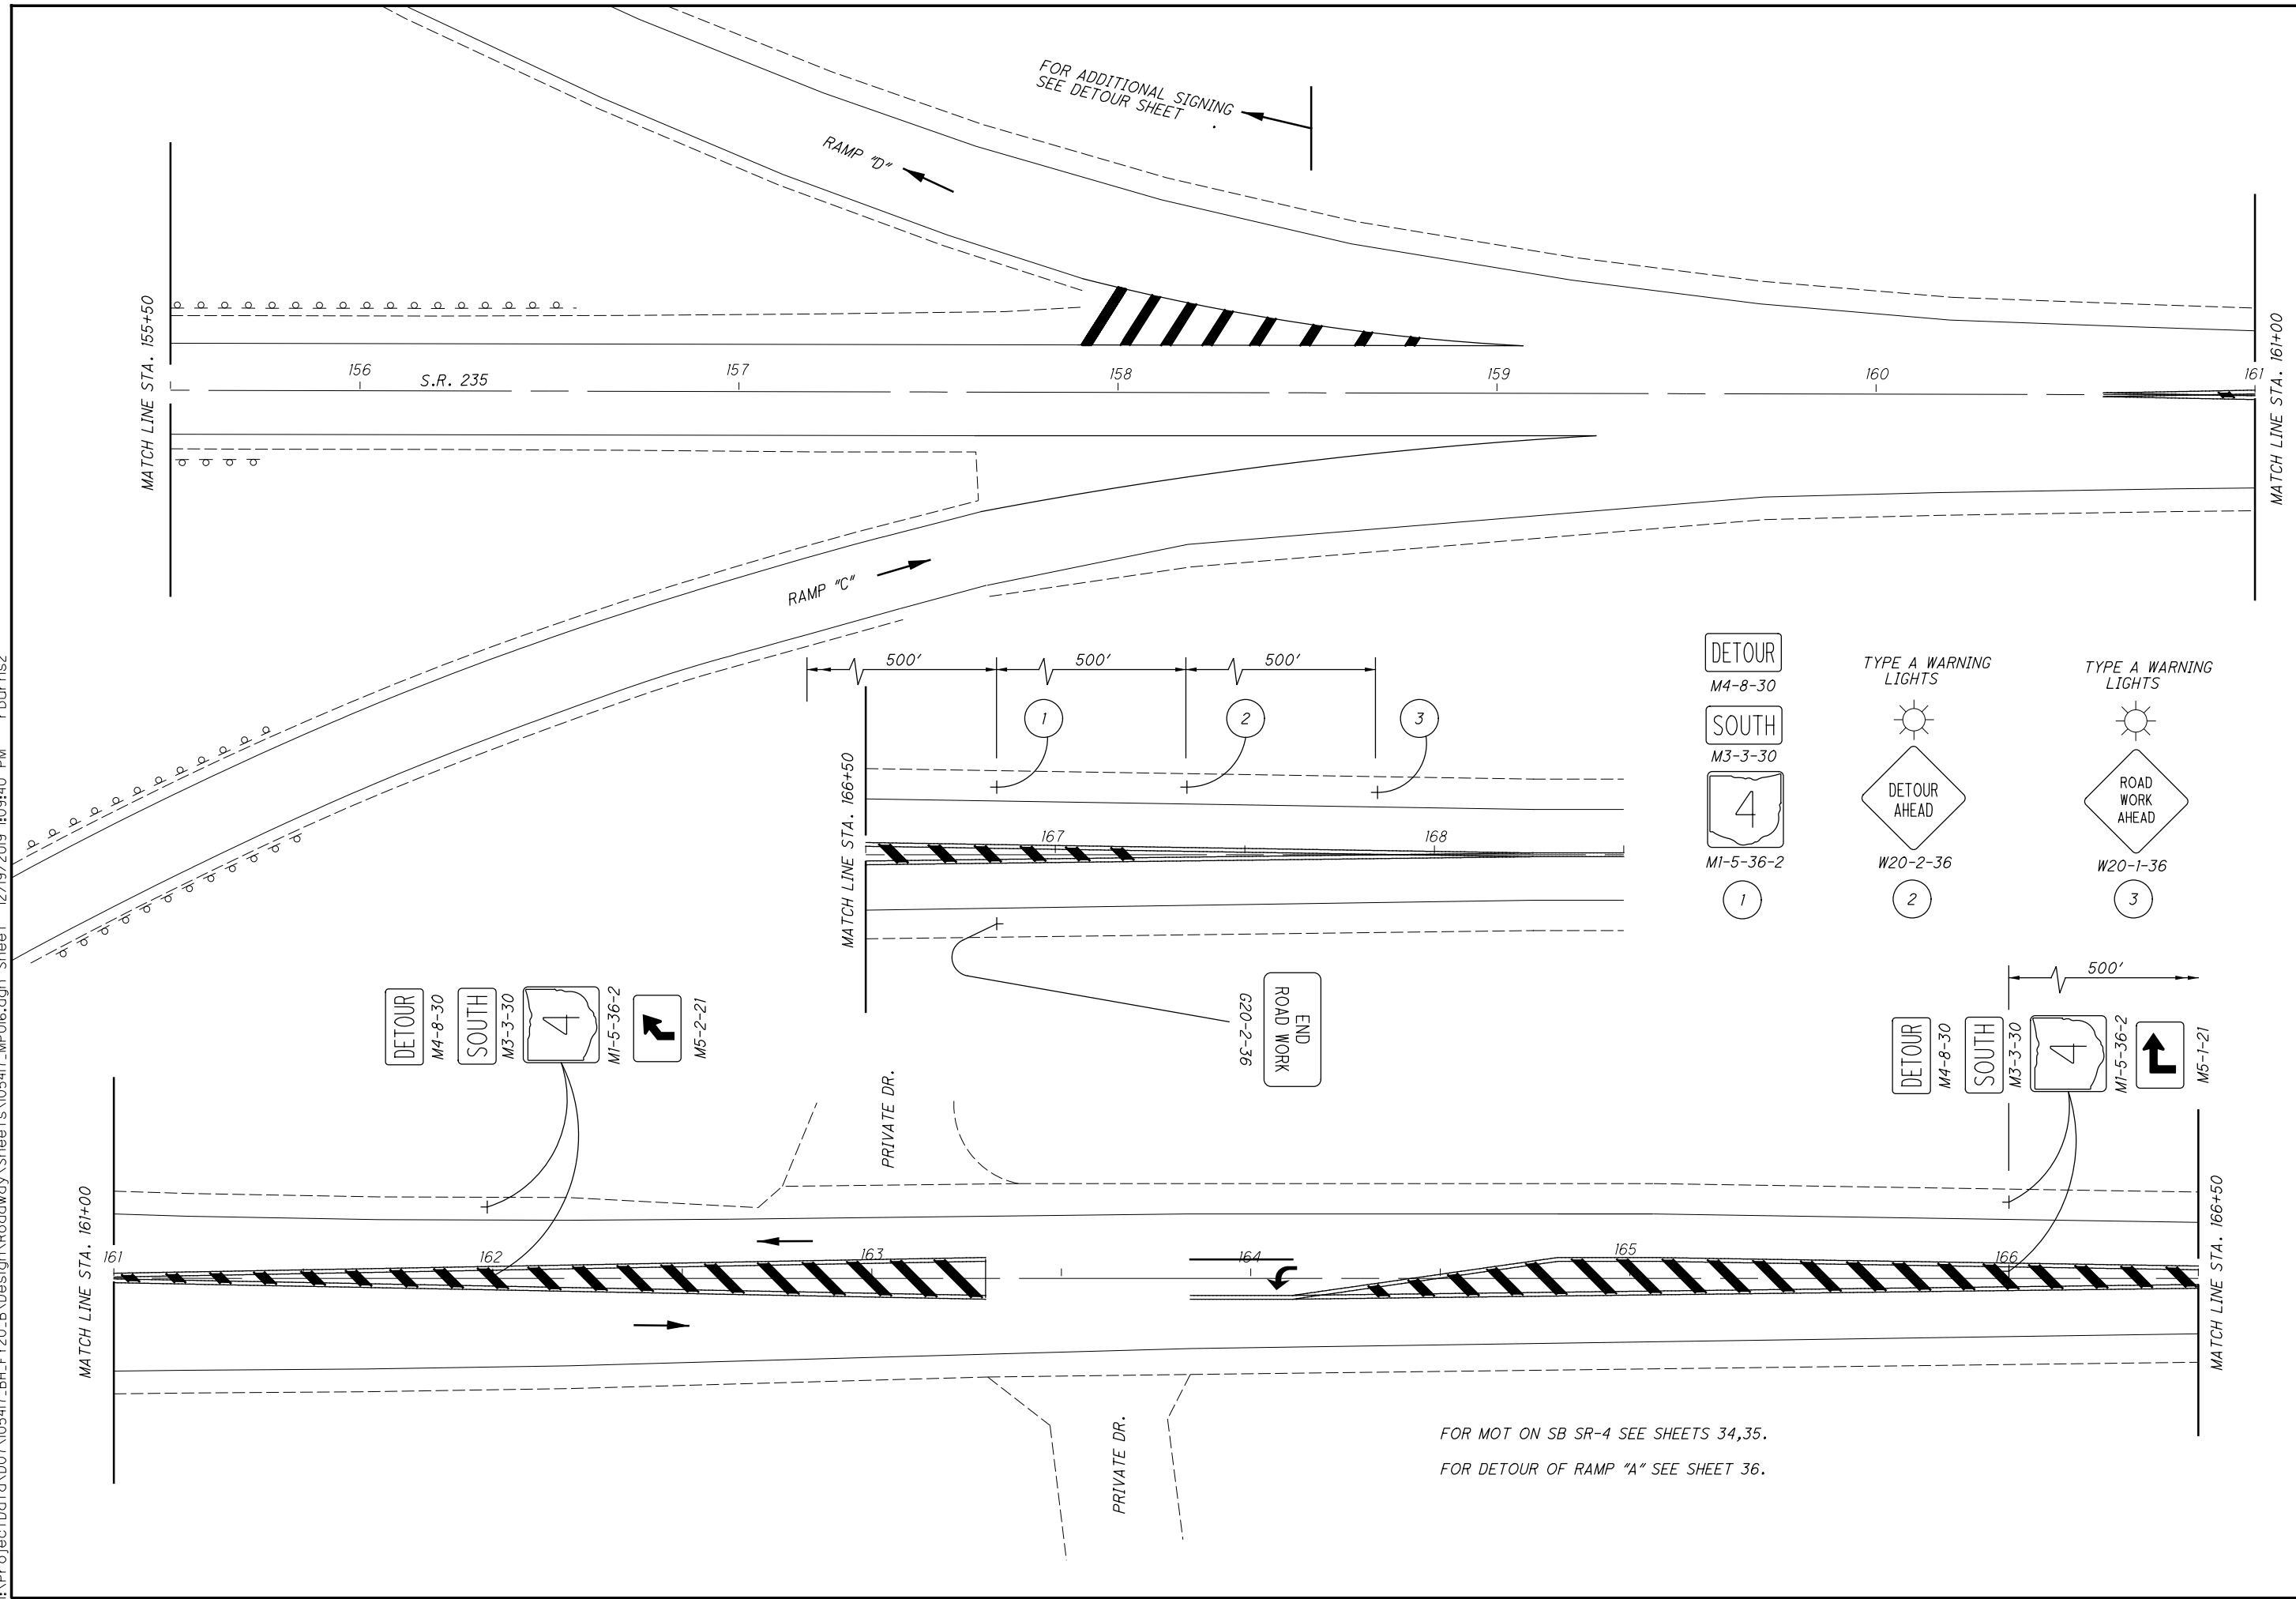 FOR ADDITIONAL SIGNING
SEE DETOUR SHEET
RAMP "D"
MATCH LINE STA. 155+50
156
S.R. 235
157
158
159
160
161
MATCH LINE STA. 161+00
RAMP "C"
500'
500'
500'
1
2
3
MATCH LINE STA. 166+50
167
168
DETOUR
M4-8-30
SOUTH
M3-3-30
4
M1-5-36-2
1
TYPE A WARNING
LIGHTS
DETOUR
AHEAD
W20-2-36
2
TYPE A WARNING
LIGHTS
ROAD
WORK
AHEAD
W20-1-36
3
END
ROAD WORK
G20-2-36
DETOUR
M4-8-30
SOUTH
M3-3-30
4
M1-5-36-2
M5-2-21
PRIVATE DR.
500'
DETOUR
M4-8-30
SOUTH
M3-3-30
4
M1-5-36-2
M5-1-21
MATCH LINE STA. 161+00
161
162
163
164
165
166
MATCH LINE STA. 166+50
PRIVATE DR.
FOR MOT ON SB SR-4 SEE SHEETS 34,35.
FOR DETOUR OF RAMP "A" SEE SHEET 36.